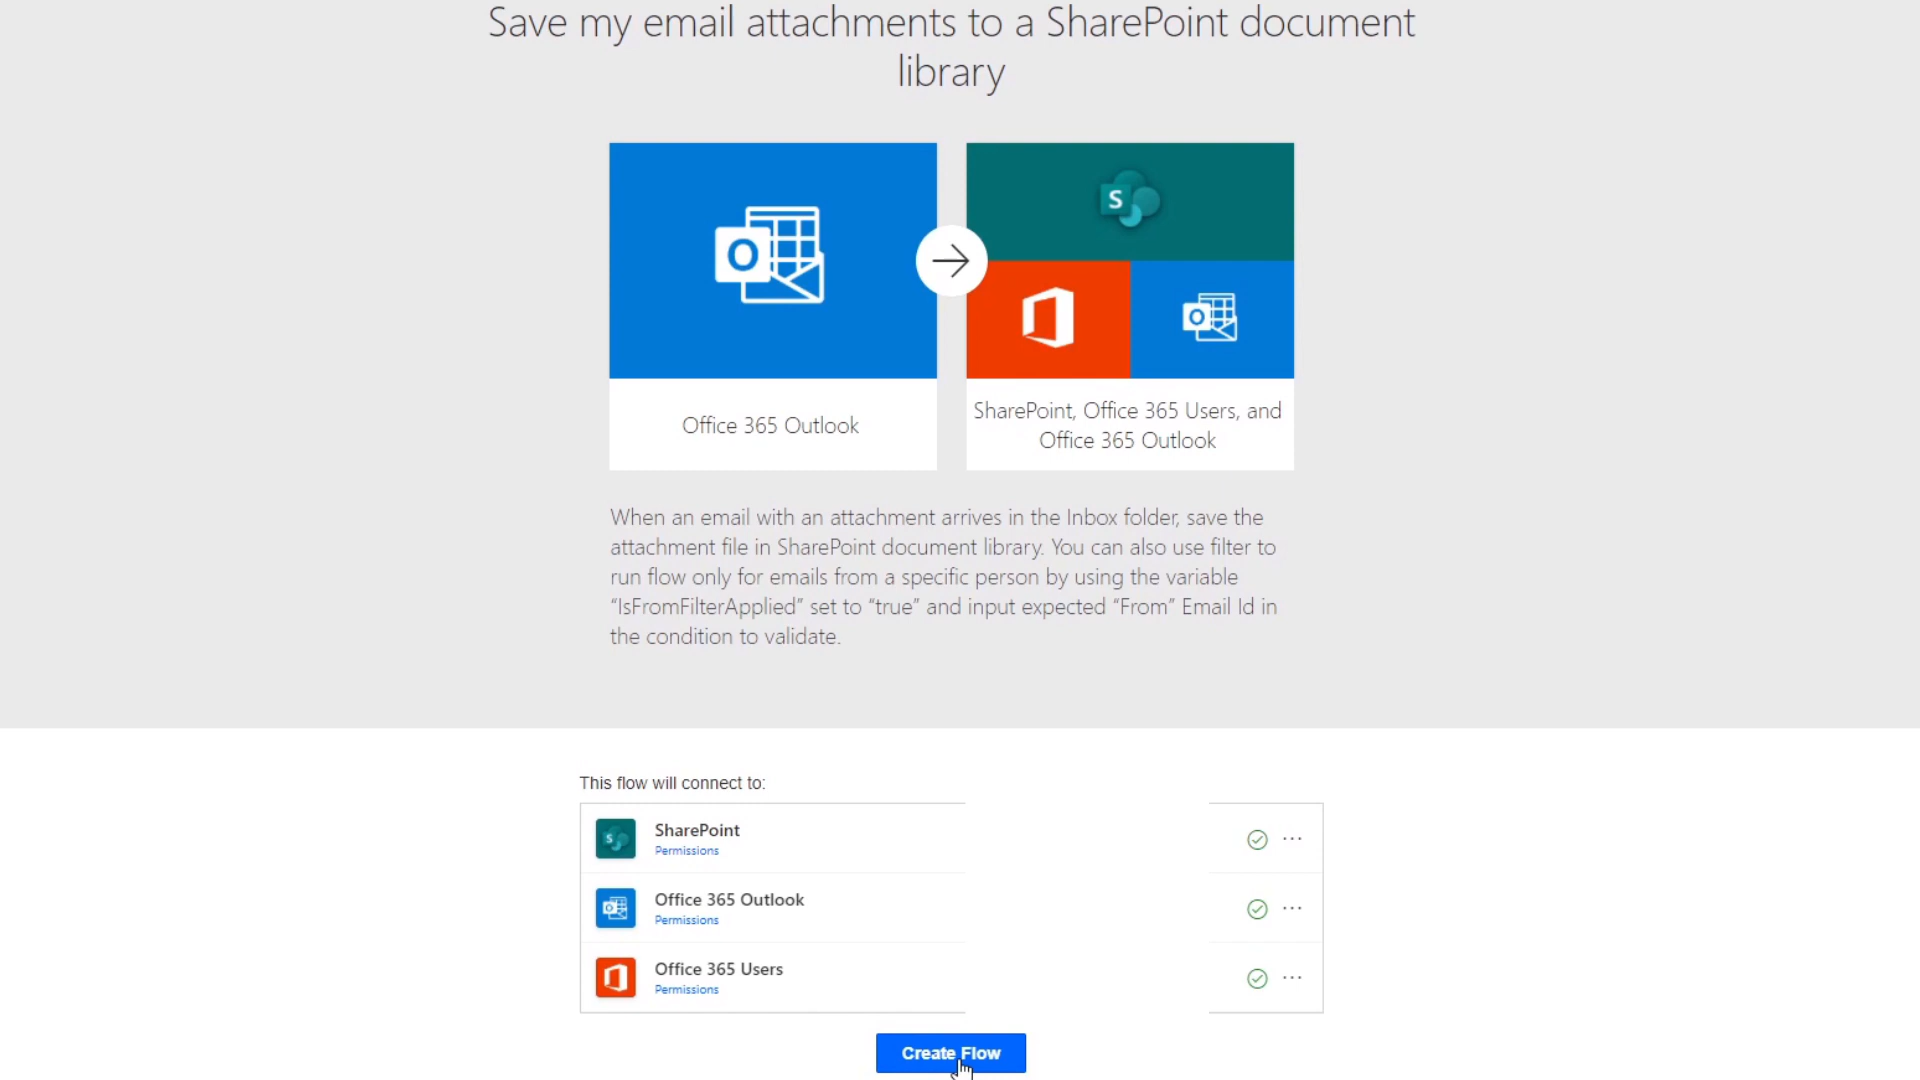 Save my email attachments to a SharePoint document
library
Office 365 Outlook
SharePoint, Office 365 Users, and
Office 365 Outlook
When an email with an attachment arrives in the Inbox folder, save the
attachment file in SharePoint document library. You can also use filter to
run flow only for emails from a specific person by using the variable
“IsFromFilterApplied” set to “true” and input expected “From” Email Id in
the condition to validate.
This flow will connect to:
SharePoint
Permissions
Office 365 Outlook
Permissions
Office 365 Users
Permissions
Create Flow